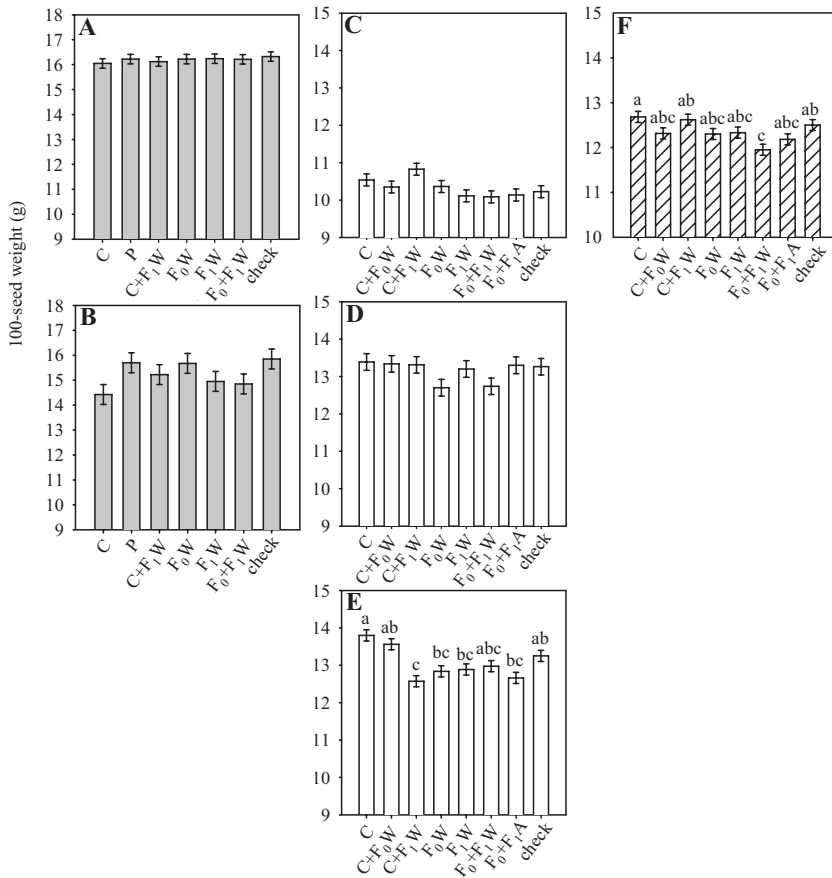 100-seed weight (g)
A
18
17
16
15
14
13
12
11
10
9
C
P
C+F₁W
F₀W
F₁W
F₀+F₁W
check
B
18
17
16
15
14
13
12
11
10
9
C
P
C+F₁W
F₀W
F₁W
F₀+F₁W
check
C
15
14
13
12
11
10
9
C
C+F₀W
C+F₁W
F₀W
F₁W
F₀+F₁W
F₀+F₁A
check
D
15
14
13
12
11
10
9
C
C+F₀W
C+F₁W
F₀W
F₁W
F₀+F₁W
F₀+F₁A
check
E
15
14
13
12
11
10
9
a
ab
c
bc
bc
abc
bc
ab
C
C+F₀W
C+F₁W
F₀W
F₁W
F₀+F₁W
F₀+F₁A
check
F
15
14
13
12
11
10
a
abc
ab
abc
abc
c
abc
ab
C
C+F₀W
C+F₁W
F₀W
F₁W
F₀+F₁W
F₀+F₁A
check